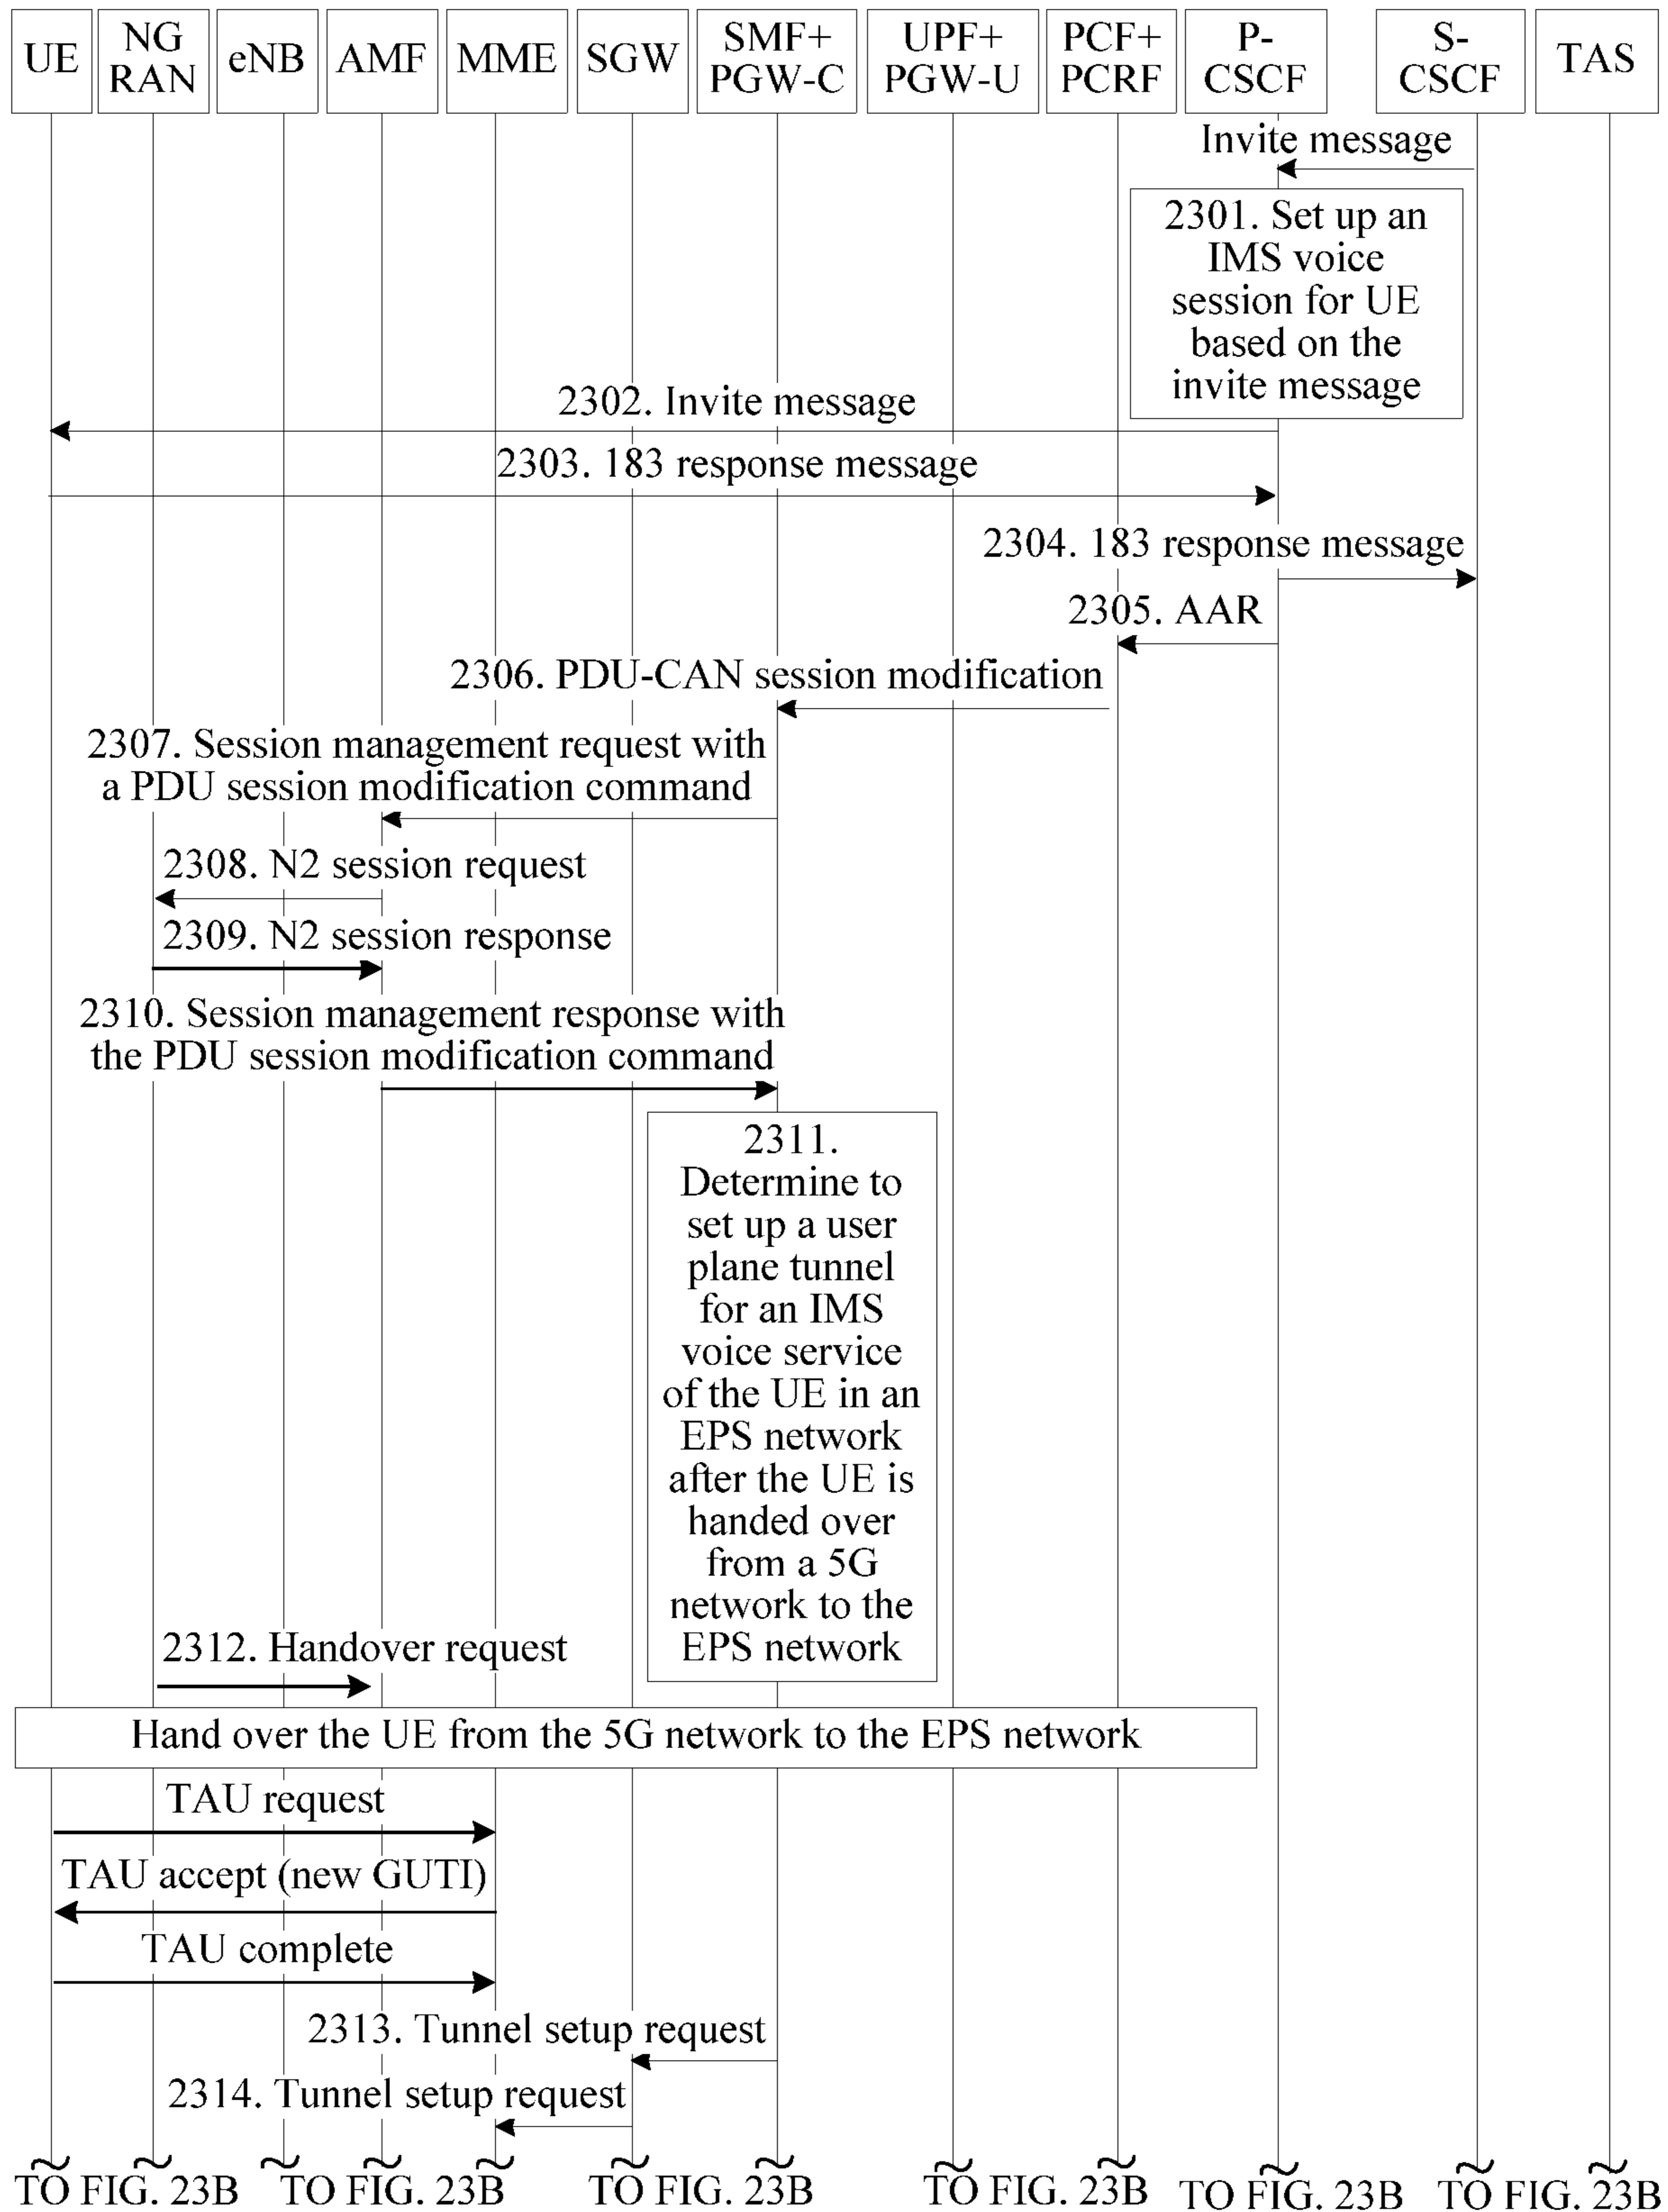 UE
NG
RAN
eNB
AMF
MME
SGW
SMF+
PGW-C
UPF+
PGW-U
PCF+
PCRF
P-
CSCF
S-
CSCF
TAS
Invite message
2301. Set up an
IMS voice
session for UE
based on the
invite message
2302. Invite message
2303. 183 response message
2304. 183 response message
2305. AAR
2306. PDU-CAN session modification
2307. Session management request with
a PDU session modification command
2308. N2 session request
2309. N2 session response
2310. Session management response with
the PDU session modification command
2311.
Determine to
set up a user
plane tunnel
for an IMS
voice service
of the UE in an
EPS network
after the UE is
handed over
from a 5G
network to the
EPS network
2312. Handover request
Hand over the UE from the 5G network to the EPS network
TAU request
TAU accept (new GUTI)
TAU complete
2313. Tunnel setup request
2314. Tunnel setup request
TO FIG. 23B
TO FIG. 23B
TO FIG. 23B
TO FIG. 23B
TO FIG. 23B
TO FIG. 23B